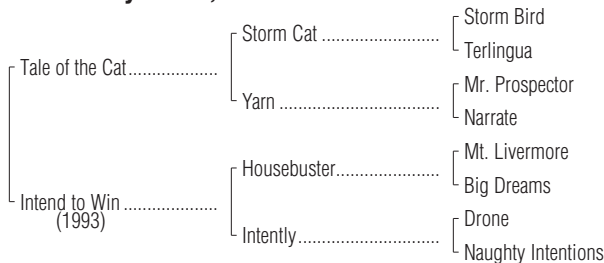 Storm Bird
Storm Cat ..............................
Terlingua
Tale of the Cat.......................
Mr. Prospector
Yarn ........................................
Narrate
Mt. Livermore
Housebuster..........................
Big Dreams
Intend to Win ........................
(1993)
Drone
Intently....................................
Naughty Intentions